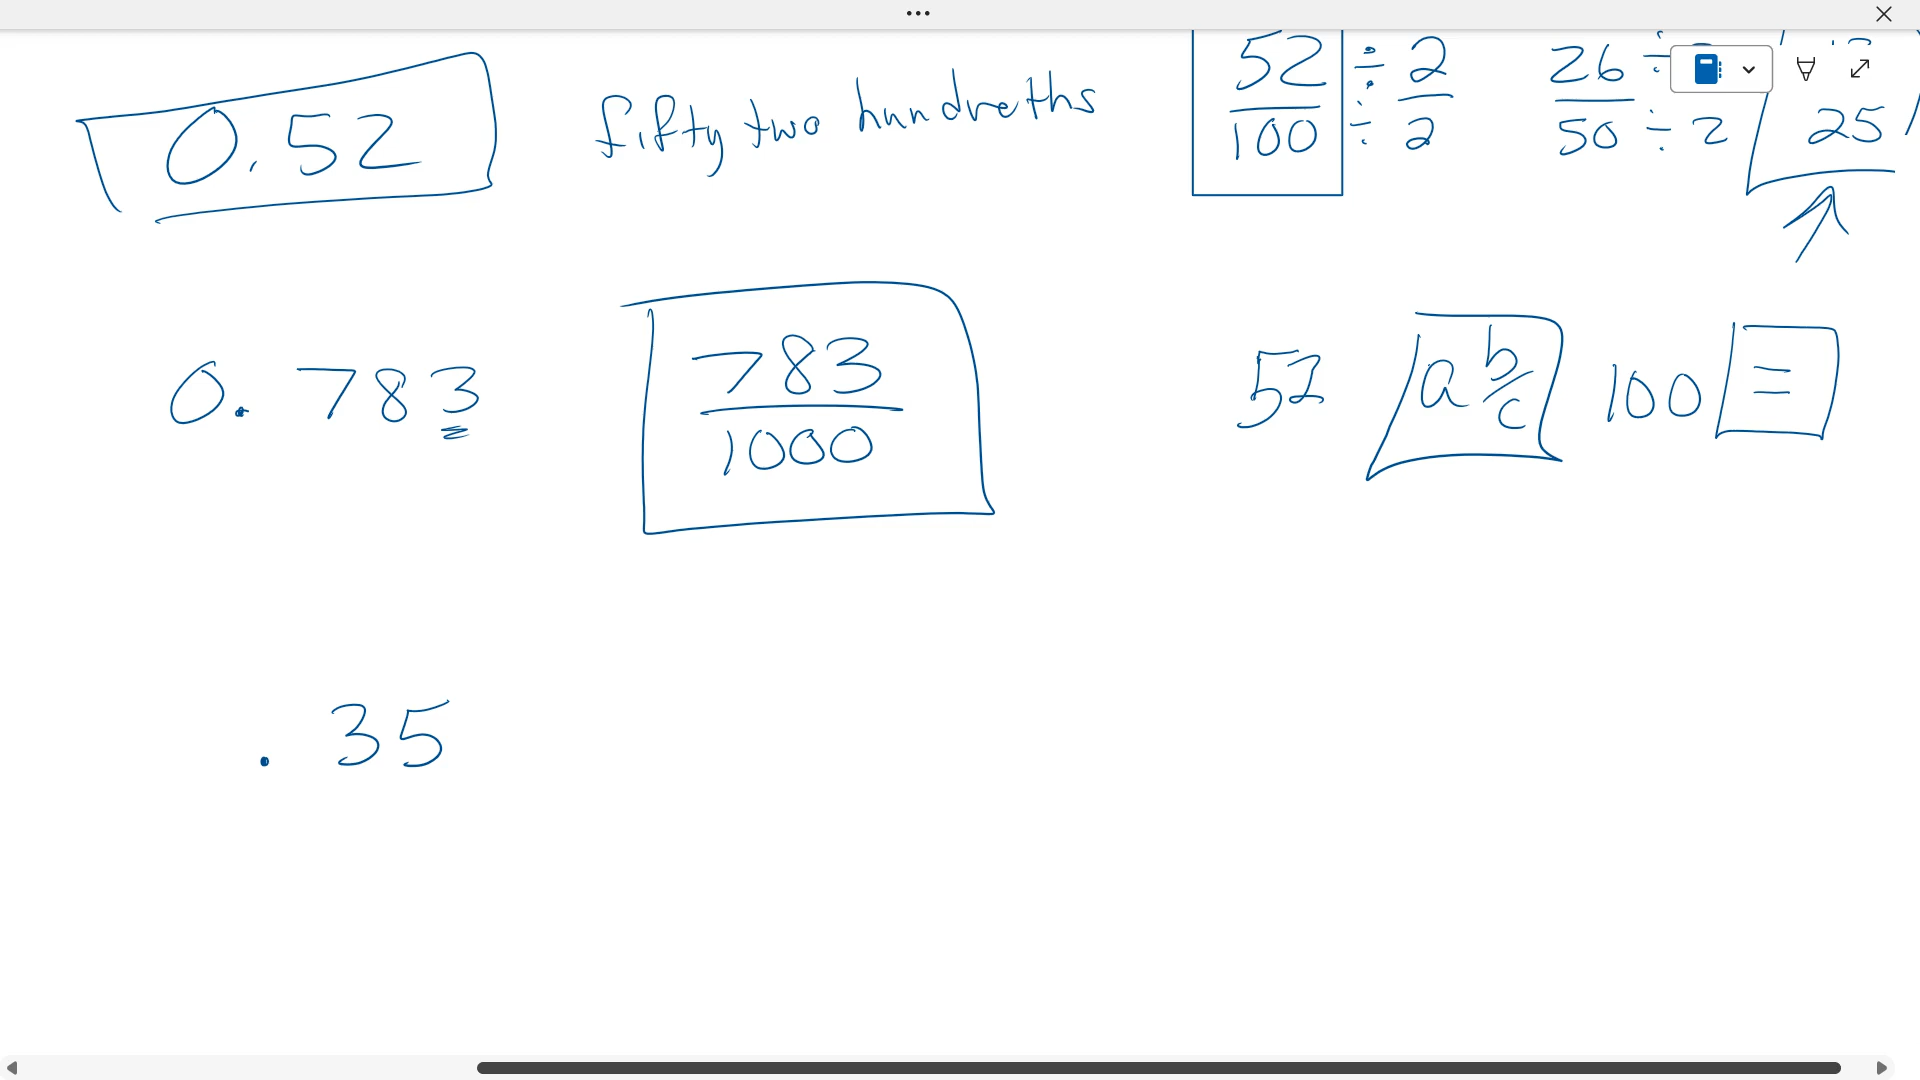 0.52 fifty two hundreths 52/100 ÷ 2 ÷ 2 26 ÷ 50 ÷ 2 25
0.783 783/1000 52 a b/c 100 =
.35